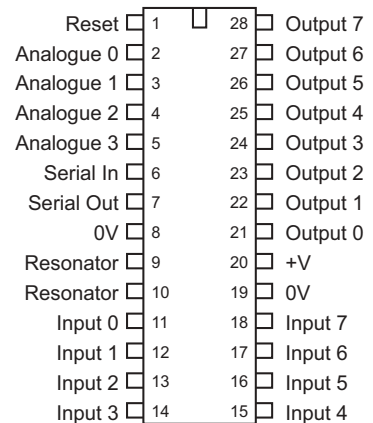 Reset 1 28 Output 7
Analogue 0 2 27 Output 6
Analogue 1 3 26 Output 5
Analogue 2 4 25 Output 4
Analogue 3 5 24 Output 3
Serial In 6 23 Output 2
Serial Out 7 22 Output 1
0V 8 21 Output 0
Resonator 9 20 +V
Resonator 10 19 0V
Input 0 11 18 Input 7
Input 1 12 17 Input 6
Input 2 13 16 Input 5
Input 3 14 15 Input 4